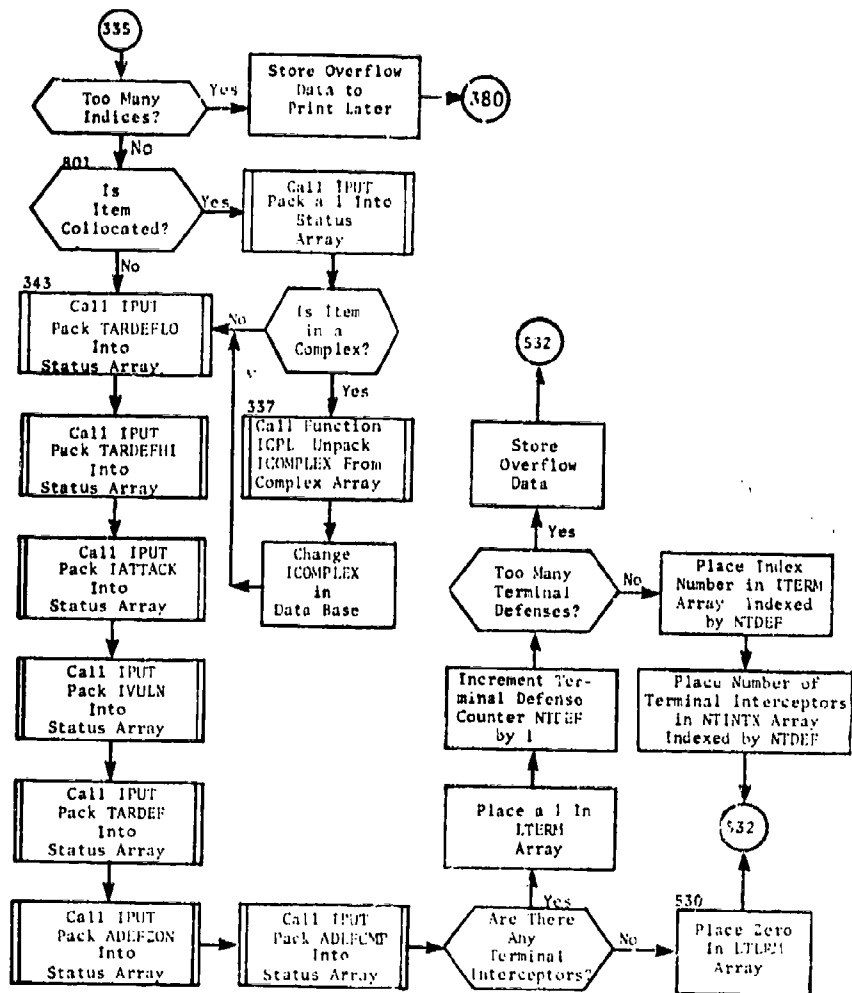 335
Too Many
Indices?
Yes
Store Overflow
Data to
Print Later
380
No
801
Is
Item
Collocated?
Yes
Call IPUT
Pack a 1 Into
Status
Array
No
343
Call IPUT
Pack TARDEFLO
Into
Status Array
No
Is Item
in a
Complex?
Yes
337
Call Function
ICPL Unpack
ICOMPLEX From
Complex Array
Change
ICOMPLEX
in
Data Base
Call IPUT
Pack TARDEFHI
Into
Status Array
Call IPUT
Pack IATTACK
Into
Status Array
Call IPUT
Pack IVULN
Into
Status Array
Call IPUT
Pack TARDEF
Into
Status Array
Call IPUT
Pack ADEFZON
Into
Status Array
Call IPUT
Pack ADEFCMP
Into
Status Array
Are There
Any
Terminal
Interceptors?
Yes
Place a 1 In
LTERM
Array
Increment Ter-
minal Defense
Counter NTDEF
by 1
Too Many
Terminal
Defenses?
Yes
Store
Overflow
Data
532
No
Place Index
Number in ITERM
Array Indexed
by NTDEF
Place Number of
Terminal Interceptors
in NTINTX Array
Indexed by NTDEF
532
No
530
Place Zero
In LTERM
Array